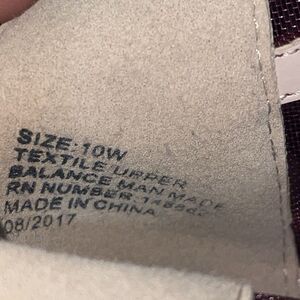 SIZE: 10W
TEXTILE UPPER
BALANCE MAN MADE
RN NUMBER
MADE IN CHINA
08/2017